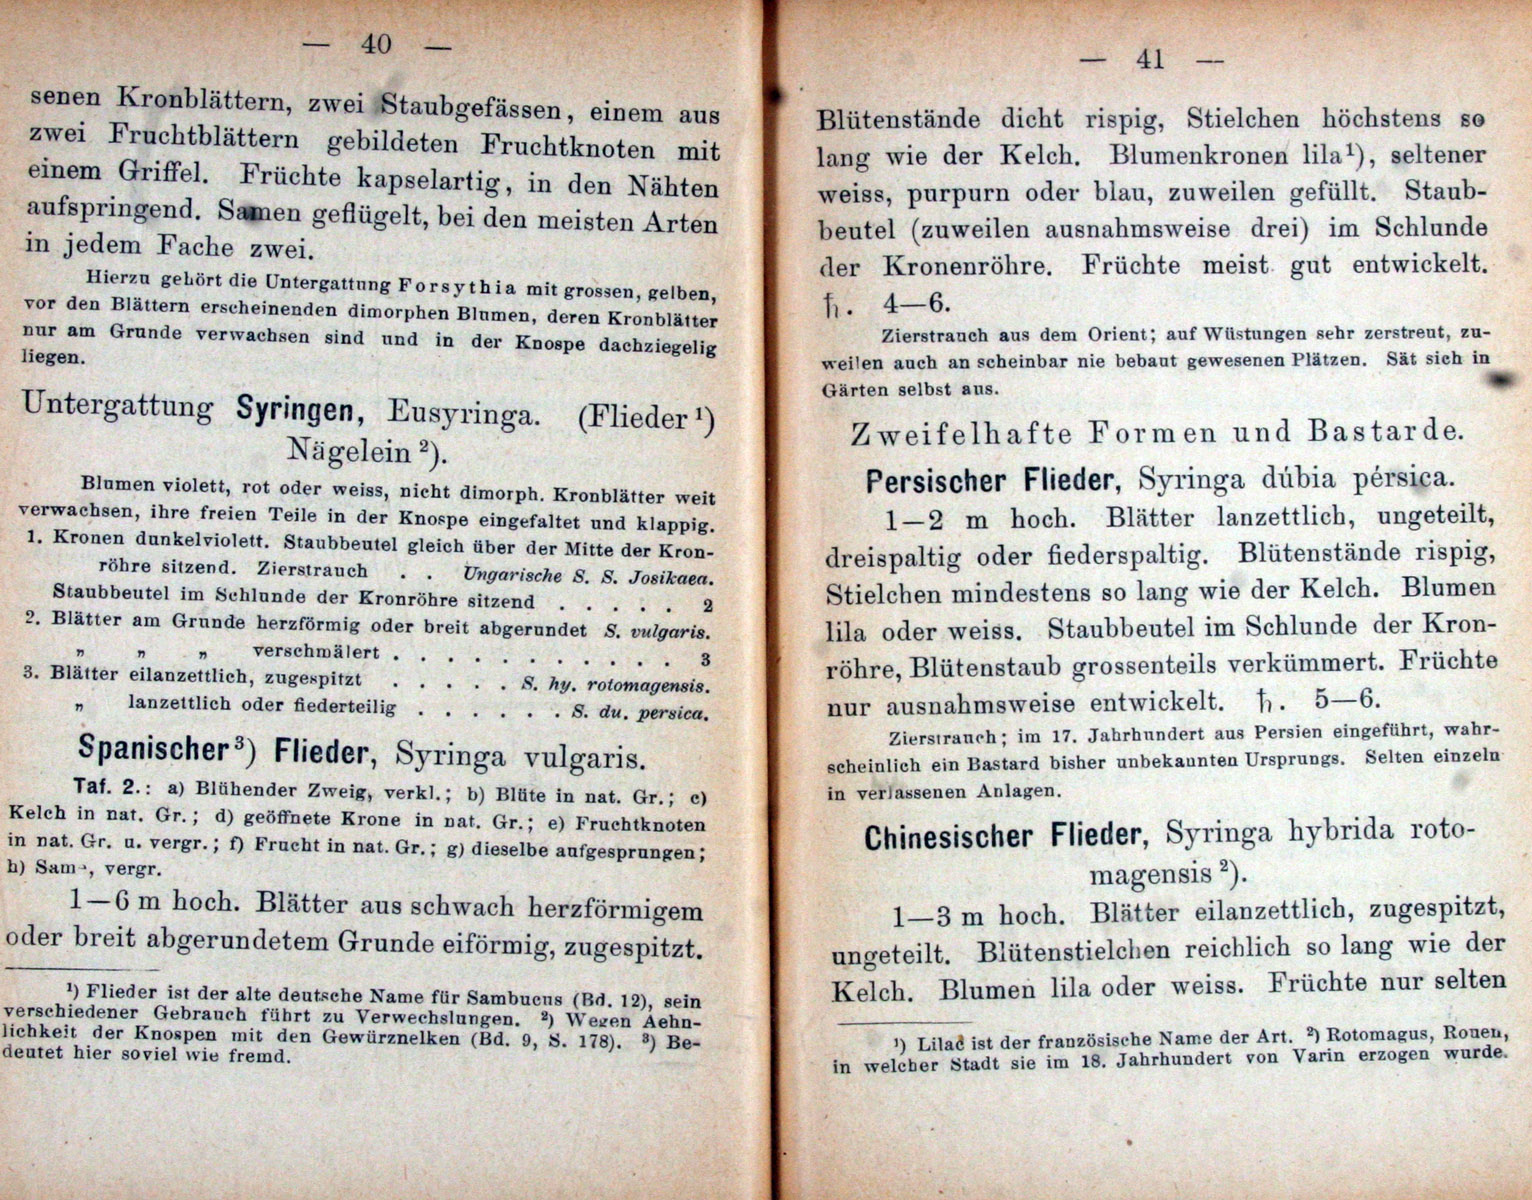 — 40 —
senen Kronblättern, zwei Staubgefässen, einem aus
zwei Fruchtblättern gebildeten Fruchtknoten mit
einem Griffel. Früchte kapselartig, in den Nähten
aufspringend. Samen geflügelt, bei den meisten Arten
in jedem Fache zwei.
Hierzu gehört die Untergattung Forsythia mit grossen, gelben,
vor den Blättern erscheinenden dimorphen Blumen, deren Kronblätter
nur am Grunde verwachsen sind und in der Knospe dachziegelig
liegen.
Untergattung Syringen, Eusyringa. (Flieder ¹)
Nägelein ²).
Blumen violett, rot oder weiss, nicht dimorph. Kronblätter weit
verwachsen, ihre freien Teile in der Knospe eingefaltet und klappig.
1. Kronen dunkelviolett. Staubbeutel gleich über der Mitte der Kron-
röhre sitzend. Zierstrauch . . Ungarische S. S. Josikaea.
Staubbeutel im Schlunde der Kronröhre sitzend . . . . . 2
2. Blätter am Grunde herzförmig oder breit abgerundet S. vulgaris.
„ „ „ verschmälert . . . . . . . . . . . 3
3. Blätter eilanzettlich, zugespitzt . . . . . S. hy. rotomagensis.
„ lanzettlich oder fiederteilig . . . . . . S. du. persica.
Spanischer³) Flieder, Syringa vulgaris.
Taf. 2.: a) Blühender Zweig, verkl.; b) Blüte in nat. Gr.; c)
Kelch in nat. Gr.; d) geöffnete Krone in nat. Gr.; e) Fruchtknoten
in nat. Gr. u. vergr.; f) Frucht in nat. Gr.; g) dieselbe aufgesprungen;
h) Same, vergr.
1—6 m hoch. Blätter aus schwach herzförmigem
oder breit abgerundetem Grunde eiförmig, zugespitzt.
¹) Flieder ist der alte deutsche Name für Sambucus (Bd. 12), sein
verschiedener Gebrauch führt zu Verwechslungen. ²) Wegen Aehn-
lichkeit der Knospen mit den Gewürznelken (Bd. 9, S. 178). ³) Be-
deutet hier soviel wie fremd.
— 41 —
Blütenstände dicht rispig, Stielchen höchstens so
lang wie der Kelch. Blumenkronen lila¹), seltener
weiss, purpurn oder blau, zuweilen gefüllt. Staub-
beutel (zuweilen ausnahmsweise drei) im Schlunde
der Kronenröhre. Früchte meist gut entwickelt.
ħ. 4—6.
Zierstrauch aus dem Orient; auf Wüstungen sehr zerstreut, zu-
weilen auch an scheinbar nie bebaut gewesenen Plätzen. Sät sich in
Gärten selbst aus.
Zweifelhafte Formen und Bastarde.
Persischer Flieder, Syringa dúbia pérsica.
1—2 m hoch. Blätter lanzettlich, ungeteilt,
dreispaltig oder fiederspaltig. Blütenstände rispig,
Stielchen mindestens so lang wie der Kelch. Blumen
lila oder weiss. Staubbeutel im Schlunde der Kron-
röhre, Blütenstaub grossenteils verkümmert. Früchte
nur ausnahmsweise entwickelt. ħ. 5—6.
Zierstrauch; im 17. Jahrhundert aus Persien eingeführt, wahr-
scheinlich ein Bastard bisher unbekannten Ursprungs. Selten einzeln
in verlassenen Anlagen.
Chinesischer Flieder, Syringa hybrida roto-
magensis ²).
1—3 m hoch. Blätter eilanzettlich, zugespitzt,
ungeteilt. Blütenstielchen reichlich so lang wie der
Kelch. Blumen lila oder weiss. Früchte nur selten
¹) Lilac ist der französische Name der Art. ²) Rotomagus, Rouen,
in welcher Stadt sie im 18. Jahrhundert von Varin erzogen wurde.